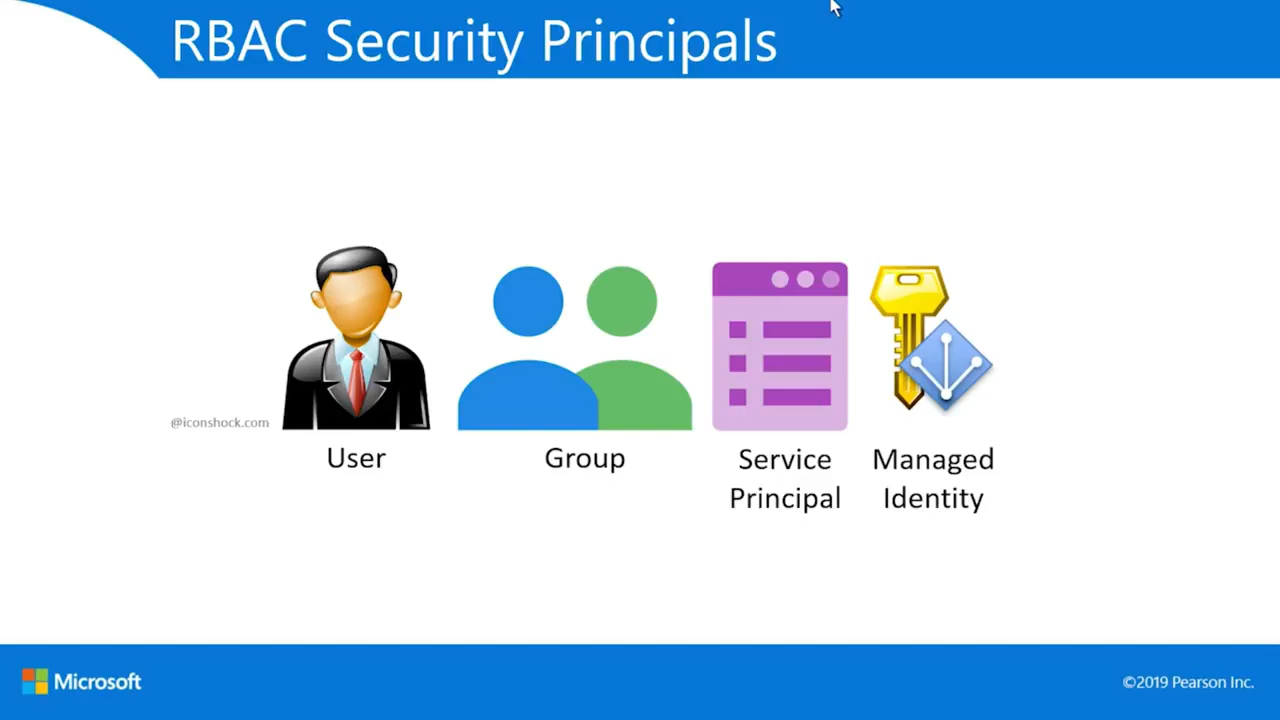 RBAC Security Principals
@iconshock.com
User
Group
Service
Principal
Managed
Identity
Microsoft
©2019 Pearson Inc.